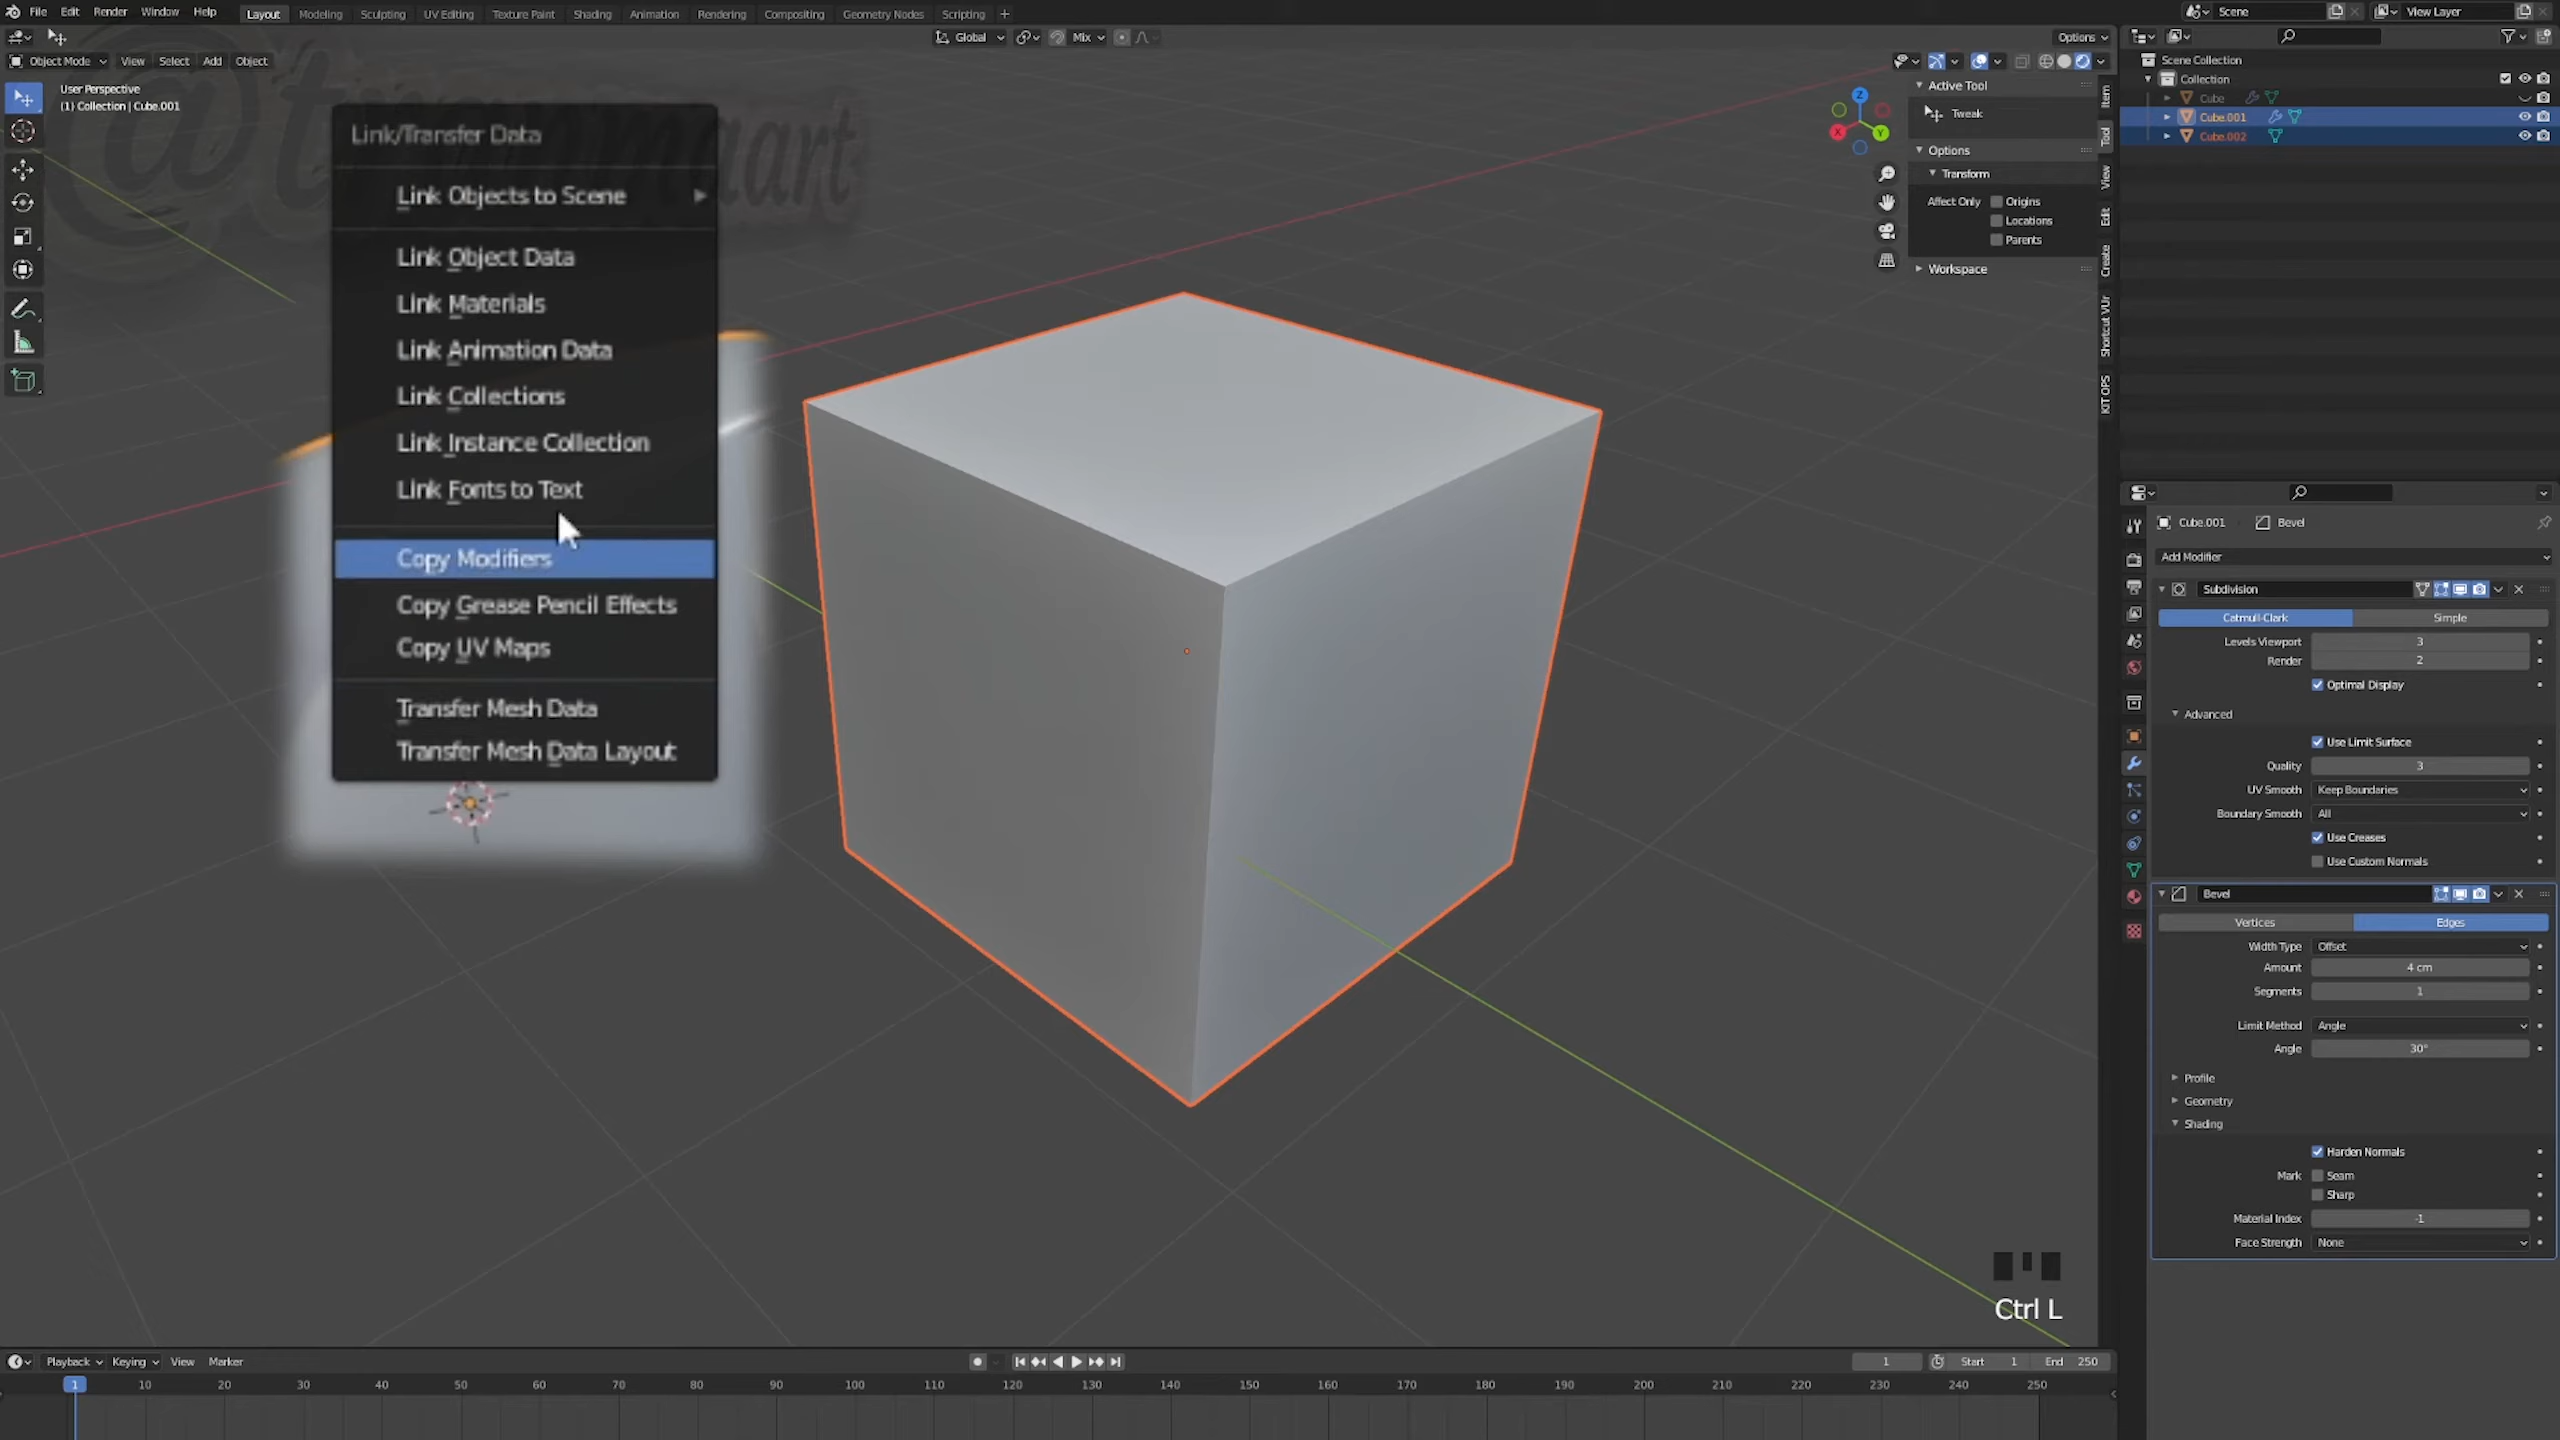 File Edit Render Window Help Layout Modeling Sculpting UV Editing Texture Paint Shading Animation Rendering Compositing Geometry Nodes Scripting + Scene View Layer
Global Mix Options
Object Mode View Select Add Object
User Perspective
(1) Collection | Cube.001
Link/Transfer Data
Link Objects to Scene
Link Object Data
Link Materials
Link Animation Data
Link Collections
Link Instance Collection
Link Fonts to Text
Copy Modifiers
Copy Grease Pencil Effects
Copy UV Maps
Transfer Mesh Data
Transfer Mesh Data Layout
Z
X
Y
Active Tool
Tweak
Options
Transform
Affect Only Origins
Locations
Parents
Workspace
Item
Tool
View
Edit
Create
Shortcut VUr
KIT OPS
Scene Collection
Collection
Cube
Cube.001
Cube.002
Cube.001 Bevel
Add Modifier
Subdivision
Catmull-Clark Simple
Levels Viewport 3
Render 2
Optimal Display
Advanced
Use Limit Surface
Quality 3
UV Smooth Keep Boundaries
Boundary Smooth All
Use Creases
Use Custom Normals
Bevel
Vertices Edges
Width Type Offset
Amount 4 cm
Segments 1
Limit Method Angle
Angle 30°
Profile
Geometry
Shading
Harden Normals
Mark Seam
Sharp
Material Index -1
Face Strength None
Ctrl L
Playback Keying View Marker 1 Start 1 End 250
1 10 20 30 40 50 60 70 80 90 100 110 120 130 140 150 160 170 180 190 200 210 220 230 240 250